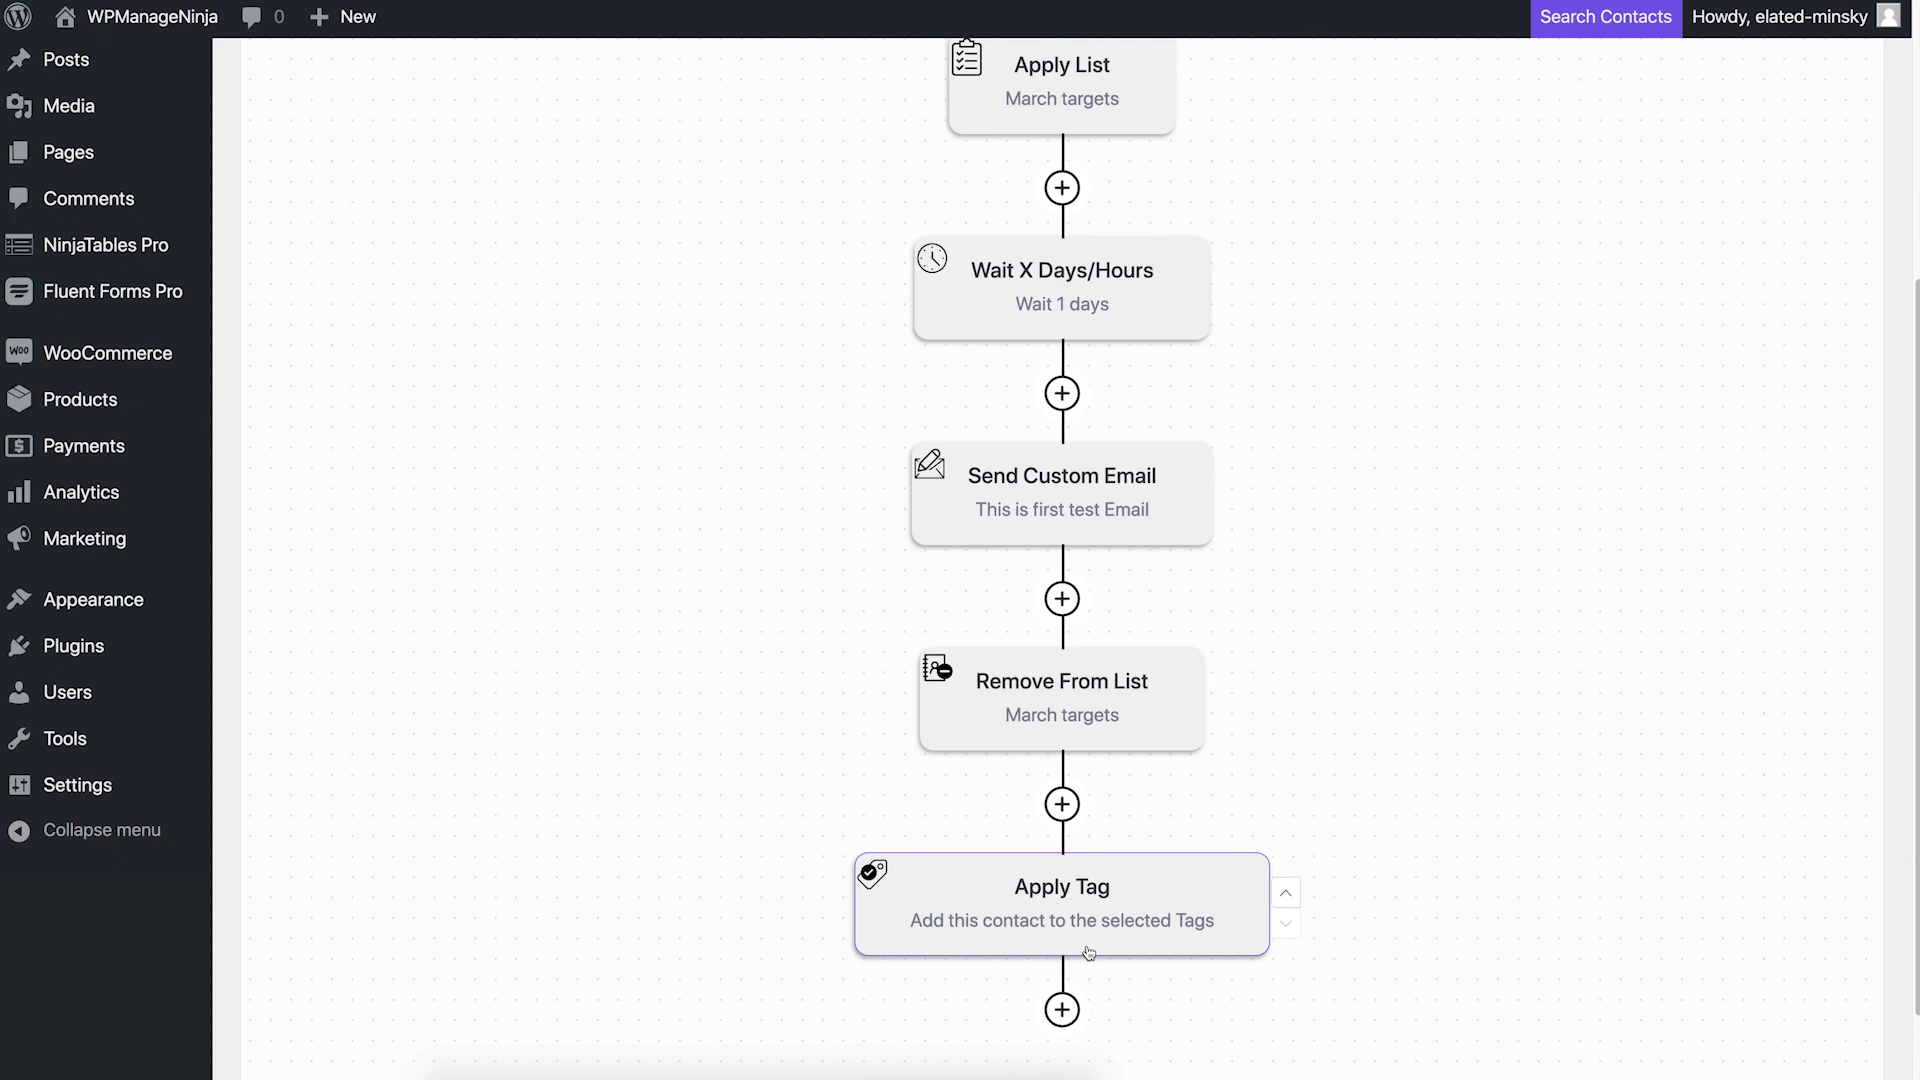 WPManageNinja
0
New
Search Contacts
Howdy, elated-minsky
Posts
Media
Pages
Comments
NinjaTables Pro
Fluent Forms Pro
Woo
WooCommerce
Products
Payments
Analytics
Marketing
Appearance
Plugins
Users
Tools
Settings
Collapse menu
Apply List
March targets
Wait X Days/Hours
Wait 1 days
Send Custom Email
This is first test Email
Remove From List
March targets
Apply Tag
Add this contact to the selected Tags